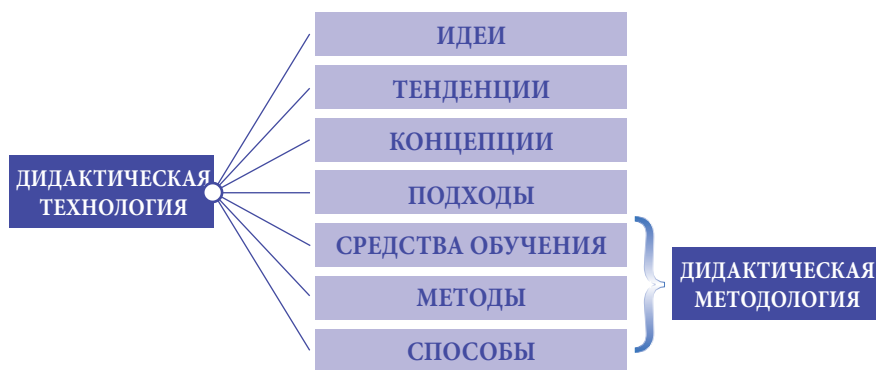 ДИДАКТИЧЕСКАЯ
ТЕХНОЛОГИЯ
ИДЕИ
ТЕНДЕНЦИИ
КОНЦЕПЦИИ
ПОДХОДЫ
СРЕДСТВА ОБУЧЕНИЯ
МЕТОДЫ
СПОСОБЫ
ДИДАКТИЧЕСКАЯ
МЕТОДОЛОГИЯ